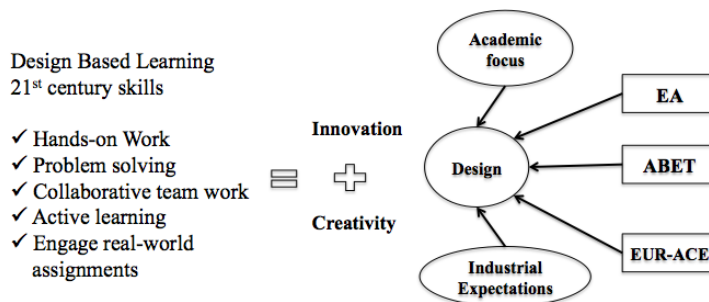 Design Based Learning
21st century skills
✓ Hands-on Work
✓ Problem solving
✓ Collaborative team work
✓ Active learning
✓ Engage real-world
assignments
=
Innovation
+
Creativity
Academic
focus
Design
Industrial
Expectations
EA
ABET
EUR-ACE